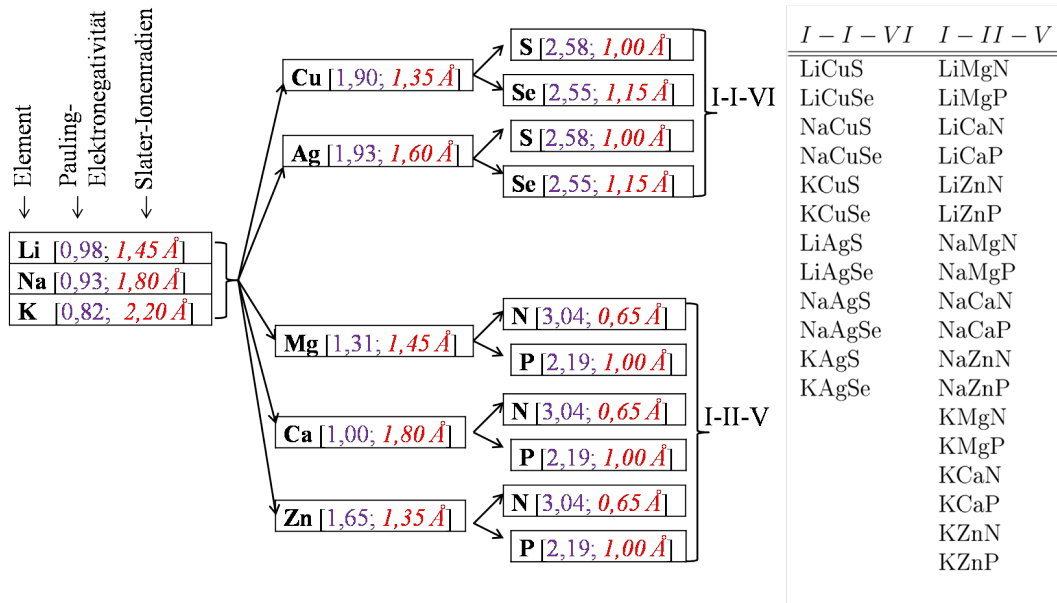 Element
Pauling-
Elektronegativität
Slater-Ionenradien
Li [0,98; 1,45 Å]
Na [0,93; 1,80 Å]
K [0,82; 2,20 Å]
Cu [1,90; 1,35 Å]
Ag [1,93; 1,60 Å]
Mg [1,31; 1,45 Å]
Ca [1,00; 1,80 Å]
Zn [1,65; 1,35 Å]
S [2,58; 1,00 Å]
Se [2,55; 1,15 Å]
S [2,58; 1,00 Å]
Se [2,55; 1,15 Å]
I-I-VI
N [3,04; 0,65 Å]
P [2,19; 1,00 Å]
N [3,04; 0,65 Å]
P [2,19; 1,00 Å]
N [3,04; 0,65 Å]
P [2,19; 1,00 Å]
I-II-V
I − I − VI I − II − V
LiCuS LiMgN
LiCuSe LiMgP
NaCuS LiCaN
NaCuSe LiCaP
KCuS LiZnN
KCuSe LiZnP
LiAgS NaMgN
LiAgSe NaMgP
NaAgS NaCaN
NaAgSe NaCaP
KAgS NaZnN
KAgSe NaZnP
KMgN
KMgP
KCaN
KCaP
KZnN
KZnP